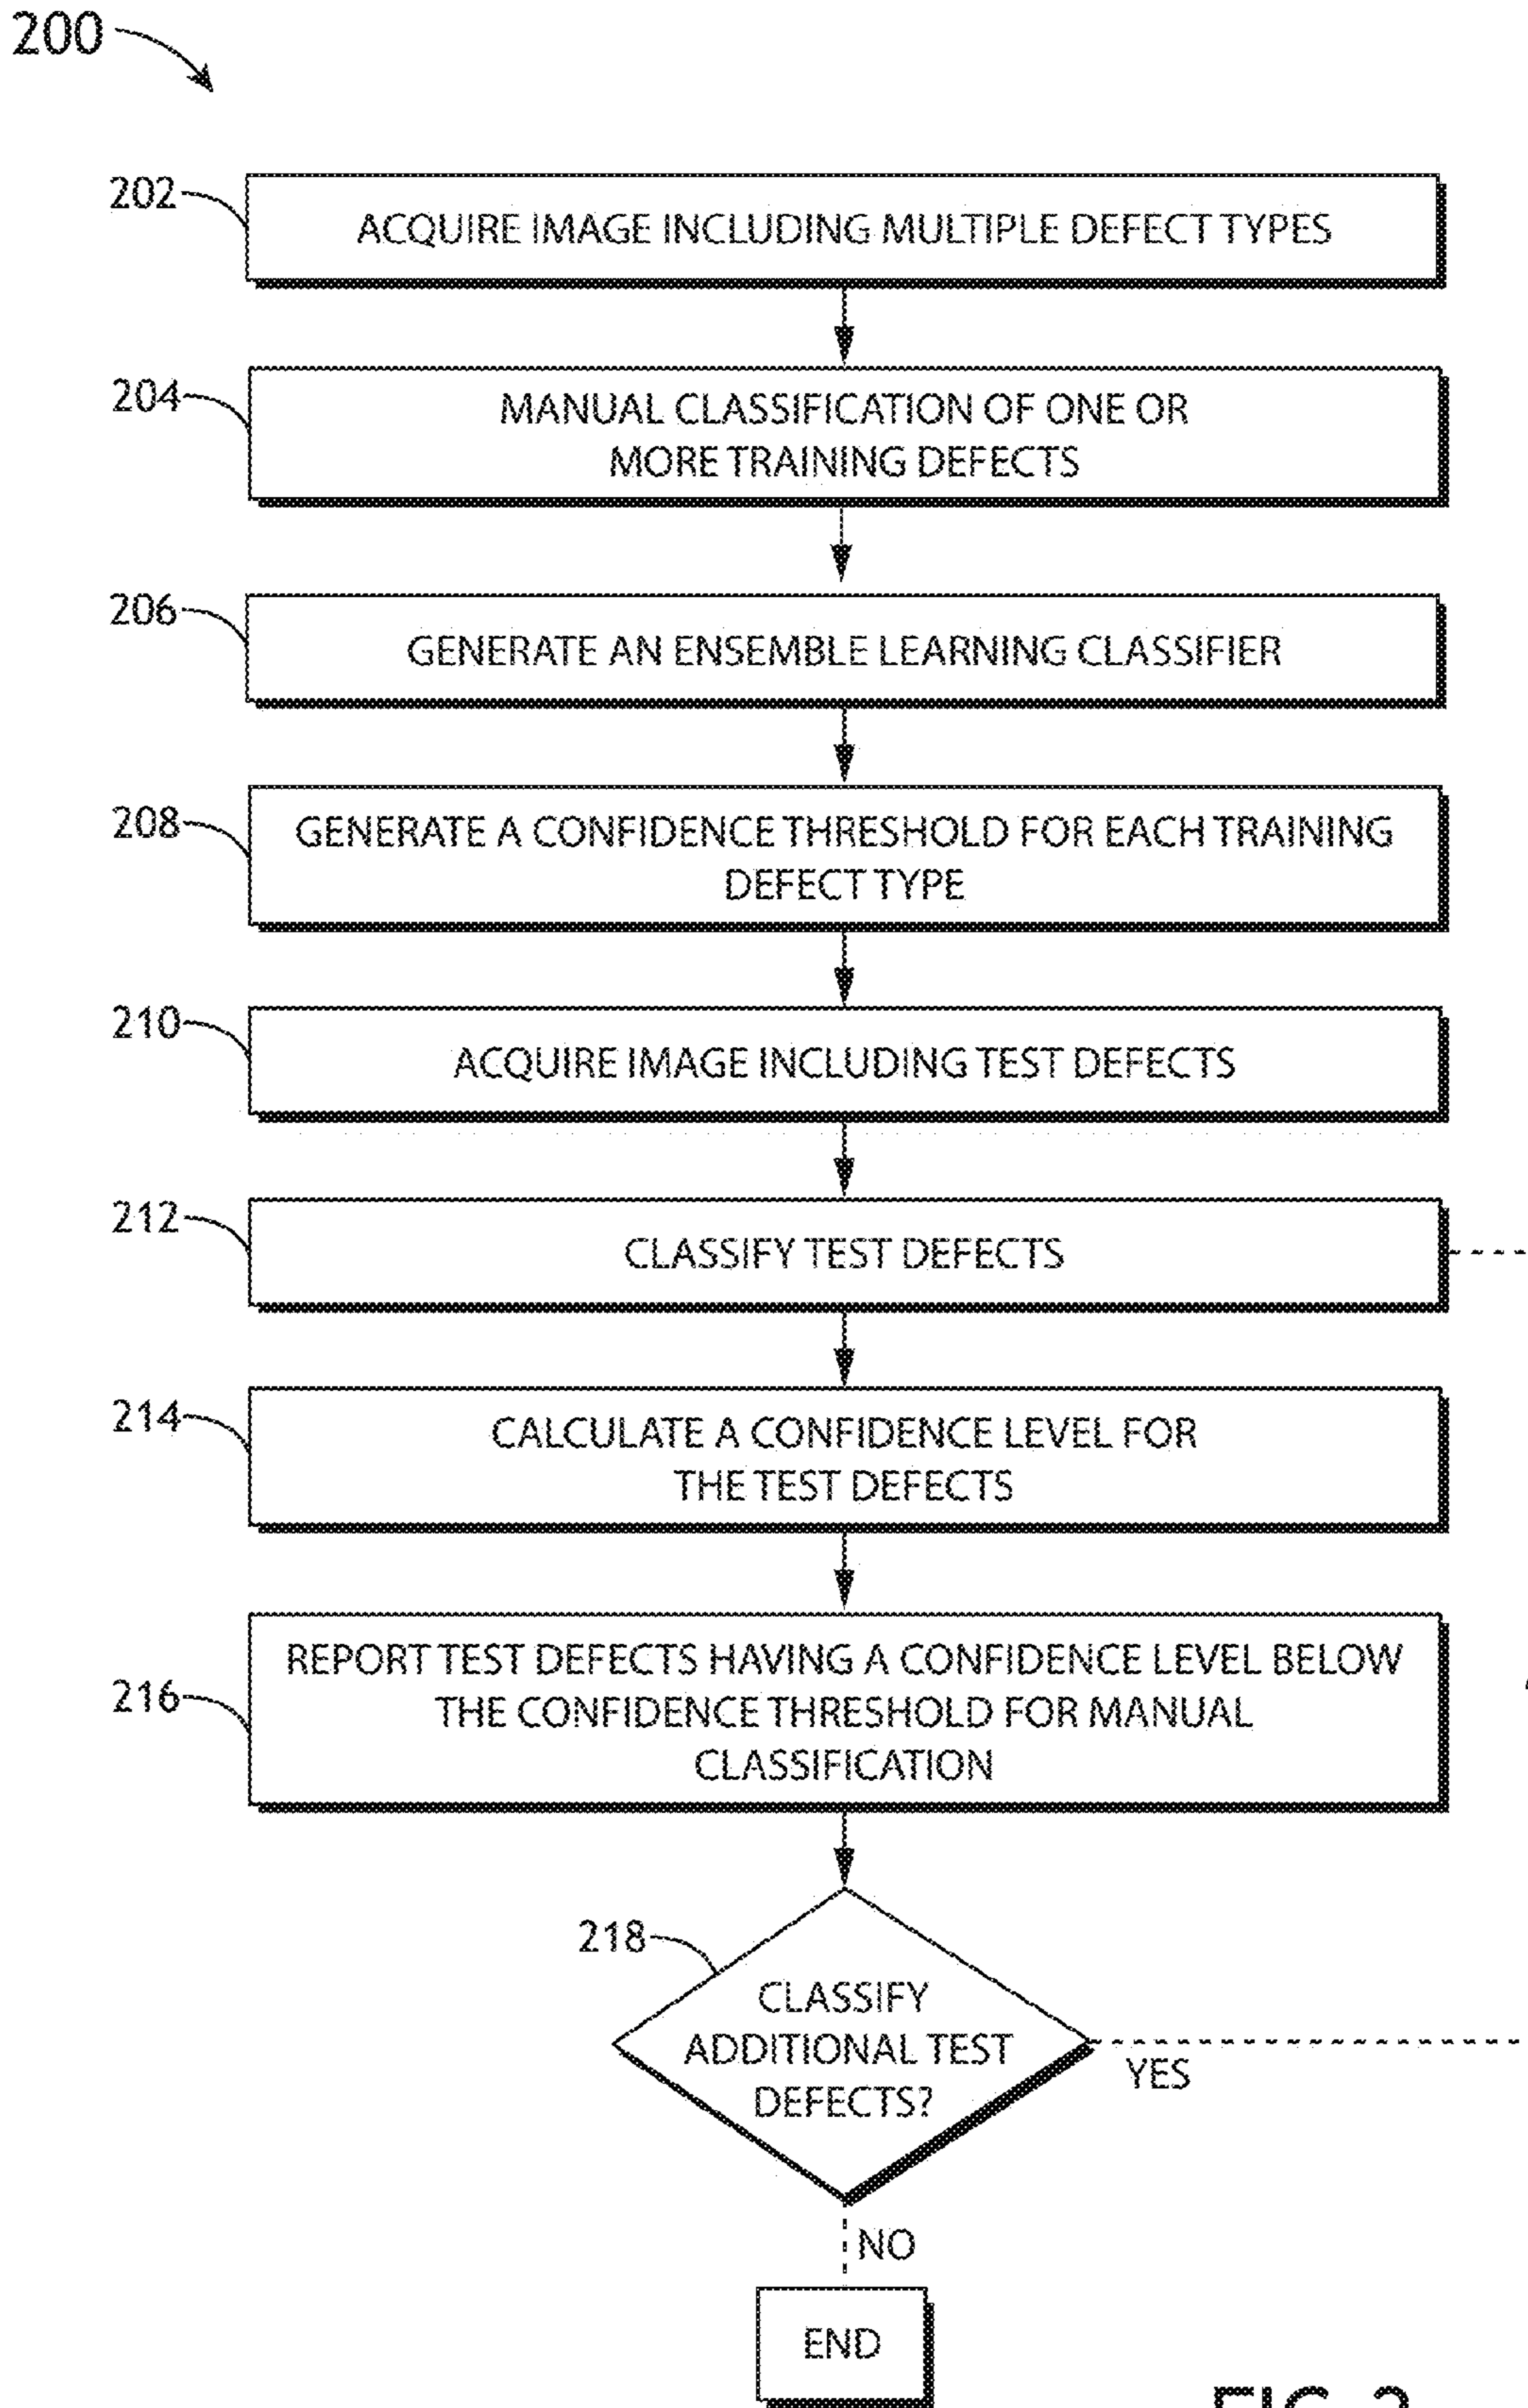 200
202
ACQUIRE IMAGE INCLUDING MULTIPLE DEFECT TYPES
204
MANUAL CLASSIFICATION OF ONE OR
MORE TRAINING DEFECTS
206
GENERATE AN ENSEMBLE LEARNING CLASSIFIER
208
GENERATE A CONFIDENCE THRESHOLD FOR EACH TRAINING
DEFECT TYPE
210
ACQUIRE IMAGE INCLUDING TEST DEFECTS
212
CLASSIFY TEST DEFECTS
214
CALCULATE A CONFIDENCE LEVEL FOR
THE TEST DEFECTS
216
REPORT TEST DEFECTS HAVING A CONFIDENCE LEVEL BELOW
THE CONFIDENCE THRESHOLD FOR MANUAL
CLASSIFICATION
218
CLASSIFY
ADDITIONAL TEST
DEFECTS?
YES
NO
END